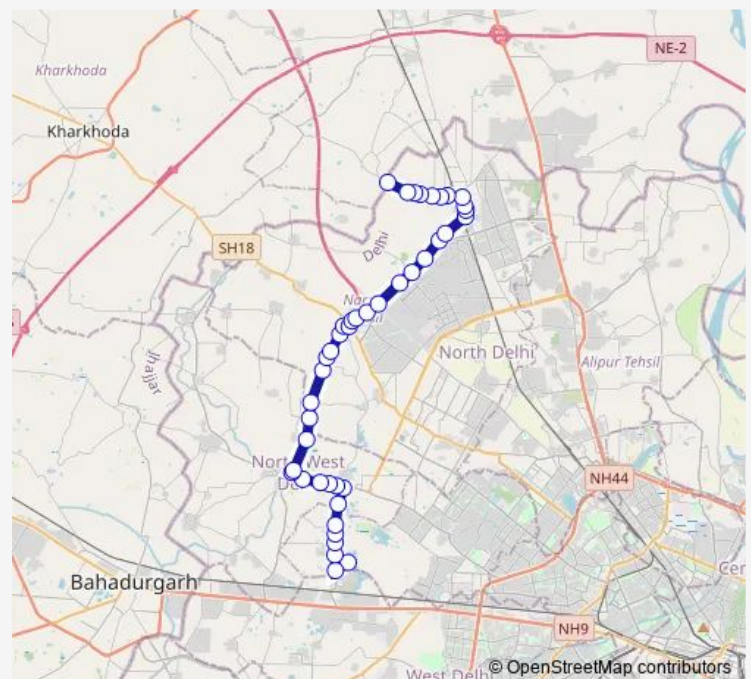 NE-2
Kharkhoda
Kharkhoda
SH18
Delhi
Jhajjar
North Delhi
Alipur Tehsil
North West
NH44
Bahadurgarh
NH9
West Delhi
© OpenStreetMap contributors